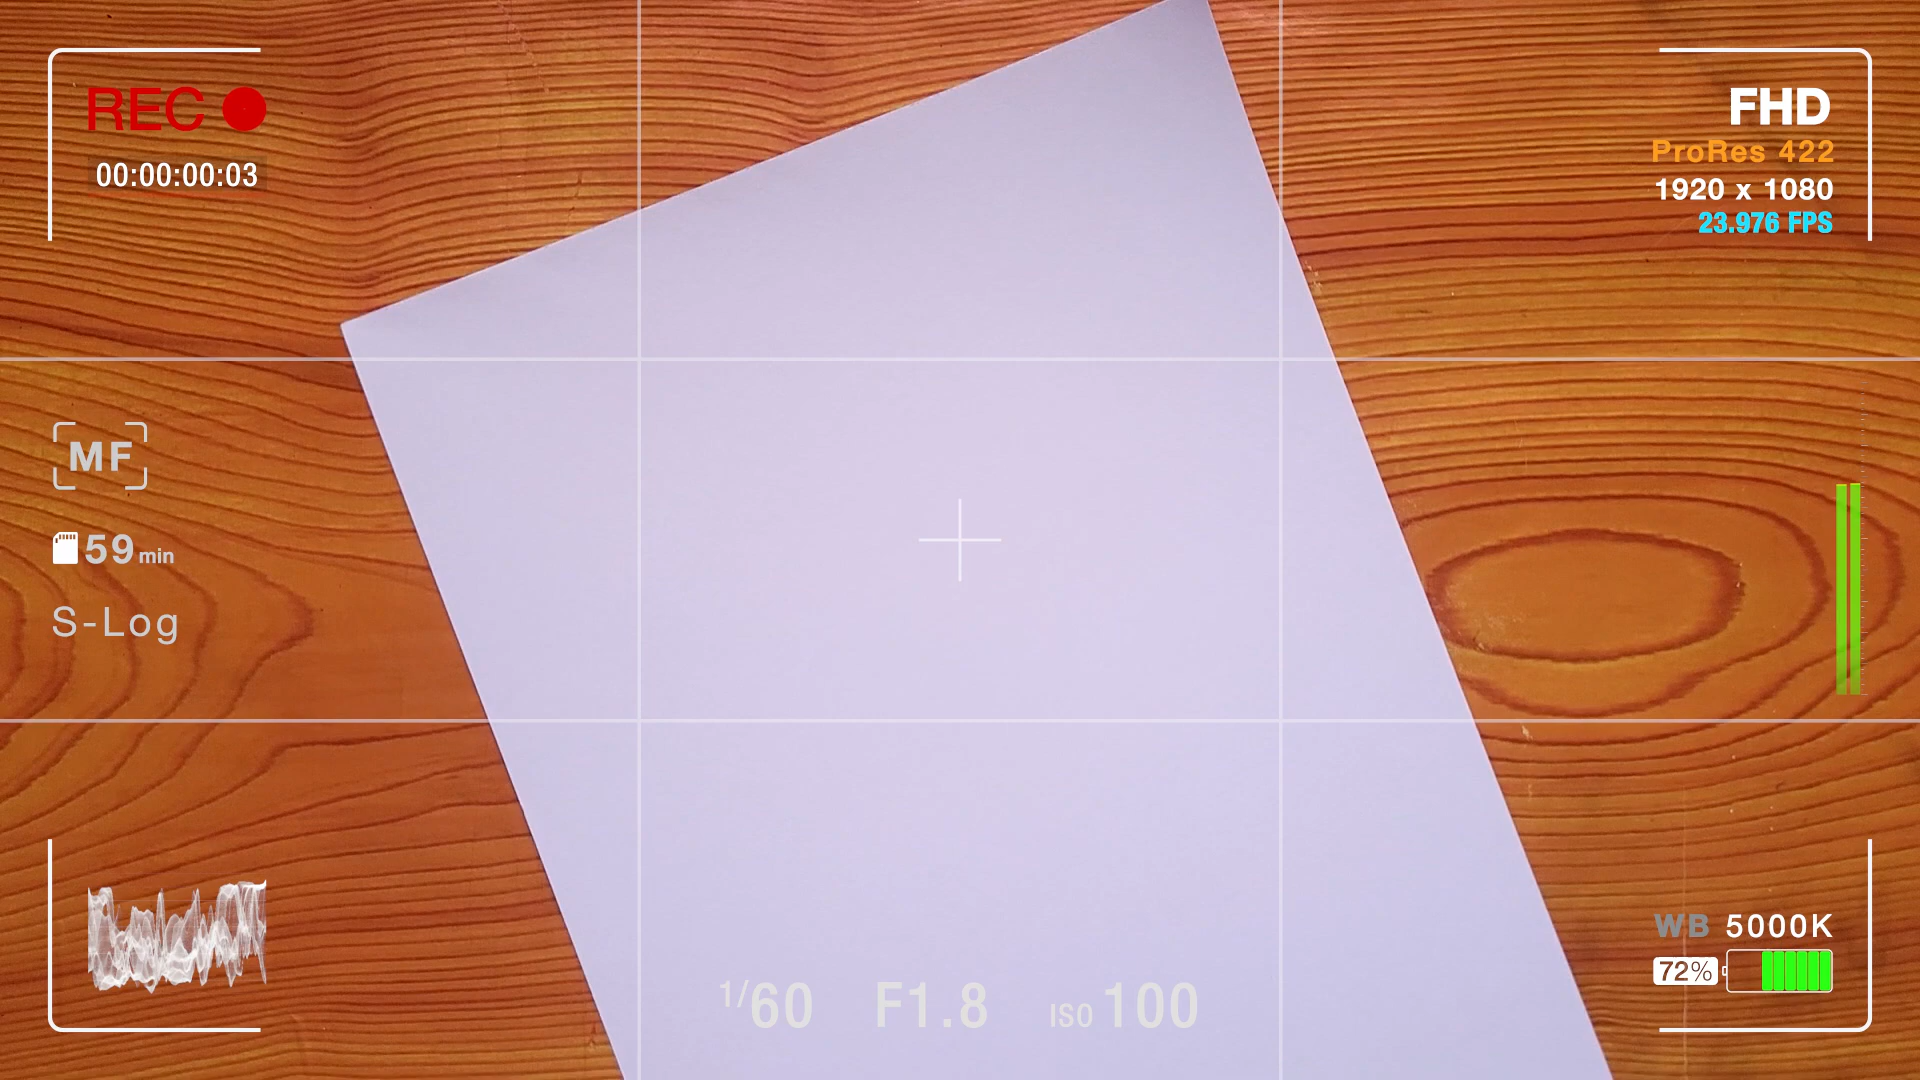 REC
00:00:00:03
FHD
ProRes 422
1920 x 1080
23.976 FPS
MF
59 min
S-Log
WB 5000K
72%
1/60 F1.8 ISO 100